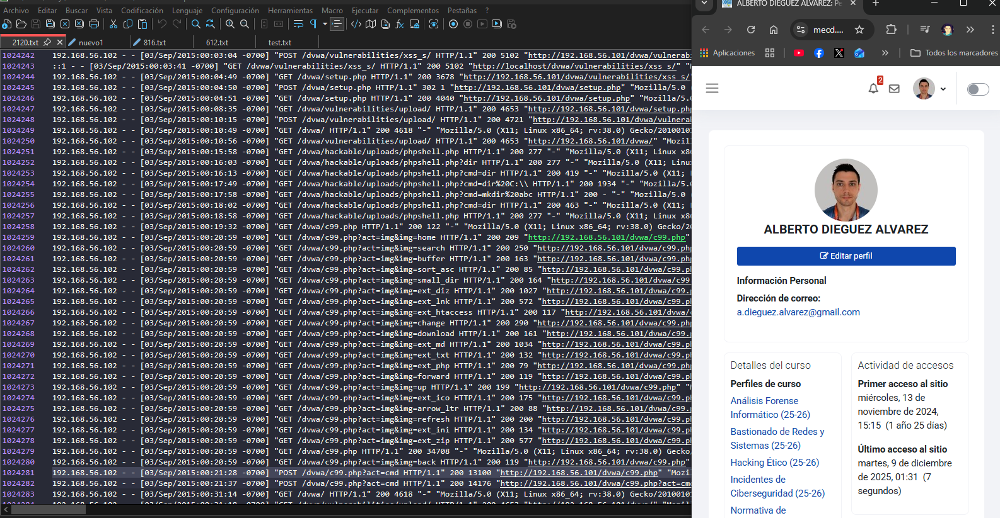 Archivo Editar Buscar Vista Codificación Lenguaje Configuración Herramientas Macro Ejecutar Complementos Pestañas ?
2120.txt nuevo1 816.txt 612.txt test.txt
1024242 192.168.56.102 - - [03/Sep/2015:00:03:04 -0700] "POST /dvwa/vulnerabilities/xss_s/ HTTP/1.1" 200 5102 "http://192.168.56.101/dvwa/vulnerab
1024243 ::1 - - [03/Sep/2015:00:03:41 -0700] "GET /dvwa/vulnerabilities/xss_s/ HTTP/1.1" 200 5102 "http://localhost/dvwa/vulnerabilities/xss_s/"
1024244 192.168.56.102 - - [03/Sep/2015:00:04:49 -0700] "GET /dvwa/setup.php HTTP/1.1" 200 3678 "http://192.168.56.101/dvwa/vulnerabilities/xss_s/
1024245 192.168.56.102 - - [03/Sep/2015:00:04:50 -0700] "POST /dvwa/setup.php HTTP/1.1" 302 1 "http://192.168.56.101/dvwa/setup.php" "Mozilla/5.0
1024246 192.168.56.102 - - [03/Sep/2015:00:04:51 -0700] "GET /dvwa/setup.php HTTP/1.1" 200 4040 "http://192.168.56.101/dvwa/setup.php" "Mozilla/5.
1024247 192.168.56.102 - - [03/Sep/2015:00:08:35 -0700] "GET /dvwa/vulnerabilities/upload/ HTTP/1.1" 200 4653 "http://192.168.56.101/dvwa/setup.ph
1024248 192.168.56.102 - - [03/Sep/2015:00:10:15 -0700] "POST /dvwa/vulnerabilities/upload/ HTTP/1.1" 200 4721 "http://192.168.56.101/dvwa/vulnera
1024249 192.168.56.102 - - [03/Sep/2015:00:10:49 -0700] "GET /dvwa/ HTTP/1.1" 200 4618 "-" "Mozilla/5.0 (X11; Linux x86_64; rv:38.0) Gecko/20100101
1024250 192.168.56.102 - - [03/Sep/2015:00:10:56 -0700] "GET /dvwa/vulnerabilities/upload/ HTTP/1.1" 200 4653 "http://192.168.56.101/dvwa/" "Mozil
1024251 192.168.56.102 - - [03/Sep/2015:00:15:58 -0700] "GET /dvwa/hackable/uploads/phpshell.php HTTP/1.1" 200 277 "-" "Mozilla/5.0 (X11; Linux x8
1024252 192.168.56.102 - - [03/Sep/2015:00:16:03 -0700] "GET /dvwa/hackable/uploads/phpshell.php?dir HTTP/1.1" 200 277 "-" "Mozilla/5.0 (X11; Linu
1024253 192.168.56.102 - - [03/Sep/2015:00:16:13 -0700] "GET /dvwa/hackable/uploads/phpshell.php?cmd=dir HTTP/1.1" 200 419 "-" "Mozilla/5.0 (X11;
1024254 192.168.56.102 - - [03/Sep/2015:00:17:49 -0700] "GET /dvwa/hackable/uploads/phpshell.php?cmd=dir%20C:\\ HTTP/1.1" 200 1934 "-" "Mozilla/5.
1024255 192.168.56.102 - - [03/Sep/2015:00:17:58 -0700] "GET /dvwa/hackable/uploads/phpshell.php?cmd=mkdir%20abc HTTP/1.1" 200 - "-" "Mozilla/5.0
1024256 192.168.56.102 - - [03/Sep/2015:00:18:02 -0700] "GET /dvwa/hackable/uploads/phpshell.php?cmd=dir HTTP/1.1" 200 463 "-" "Mozilla/5.0 (X11;
1024257 192.168.56.102 - - [03/Sep/2015:00:18:58 -0700] "GET /dvwa/hackable/uploads/phpshell.php HTTP/1.1" 200 277 "-" "Mozilla/5.0 (X11; Linux x8
1024258 192.168.56.102 - - [03/Sep/2015:00:19:32 -0700] "GET /dvwa/c99.php HTTP/1.1" 200 122 "-" "Mozilla/5.0 (X11; Linux x86_64; rv:38.0) Gecko/20
1024259 192.168.56.102 - - [03/Sep/2015:00:20:59 -0700] "GET /dvwa/c99.php?act=img&img=home HTTP/1.1" 200 209 "http://192.168.56.101/dvwa/c99.php"
1024260 192.168.56.102 - - [03/Sep/2015:00:20:59 -0700] "GET /dvwa/c99.php?act=img&img=search HTTP/1.1" 200 250 "http://192.168.56.101/dvwa/c99.ph
1024261 192.168.56.102 - - [03/Sep/2015:00:20:59 -0700] "GET /dvwa/c99.php?act=img&img=buffer HTTP/1.1" 200 163 "http://192.168.56.101/dvwa/c99.ph
1024262 192.168.56.102 - - [03/Sep/2015:00:20:59 -0700] "GET /dvwa/c99.php?act=img&img=sort_asc HTTP/1.1" 200 85 "http://192.168.56.101/dvwa/c99.p
1024263 192.168.56.102 - - [03/Sep/2015:00:20:59 -0700] "GET /dvwa/c99.php?act=img&img=small_dir HTTP/1.1" 200 164 "http://192.168.56.101/dvwa/c99
1024264 192.168.56.102 - - [03/Sep/2015:00:20:59 -0700] "GET /dvwa/c99.php?act=img&img=ext_diz HTTP/1.1" 200 1027 "http://192.168.56.101/dvwa/c99.p
1024265 192.168.56.102 - - [03/Sep/2015:00:20:59 -0700] "GET /dvwa/c99.php?act=img&img=ext_lnk HTTP/1.1" 200 572 "http://192.168.56.101/dvwa/c99.p
1024266 192.168.56.102 - - [03/Sep/2015:00:20:59 -0700] "GET /dvwa/c99.php?act=img&img=ext_htaccess HTTP/1.1" 200 117 "http://192.168.56.101/dvwa/
1024267 192.168.56.102 - - [03/Sep/2015:00:20:59 -0700] "GET /dvwa/c99.php?act=img&img=change HTTP/1.1" 200 290 "http://192.168.56.101/dvwa/c99.ph
1024268 192.168.56.102 - - [03/Sep/2015:00:20:59 -0700] "GET /dvwa/c99.php?act=img&img=download HTTP/1.1" 200 161 "http://192.168.56.101/dvwa/c99.
1024269 192.168.56.102 - - [03/Sep/2015:00:20:59 -0700] "GET /dvwa/c99.php?act=img&img=ext_md HTTP/1.1" 200 1034 "http://192.168.56.101/dvwa/c99.ph
1024270 192.168.56.102 - - [03/Sep/2015:00:20:59 -0700] "GET /dvwa/c99.php?act=img&img=ext_txt HTTP/1.1" 200 132 "http://192.168.56.101/dvwa/c99.p
1024271 192.168.56.102 - - [03/Sep/2015:00:20:59 -0700] "GET /dvwa/c99.php?act=img&img=ext_php HTTP/1.1" 200 79 "http://192.168.56.101/dvwa/c99.ph
1024272 192.168.56.102 - - [03/Sep/2015:00:20:59 -0700] "GET /dvwa/c99.php?act=img&img=forward HTTP/1.1" 200 119 "http://192.168.56.101/dvwa/c99.p
1024273 192.168.56.102 - - [03/Sep/2015:00:20:59 -0700] "GET /dvwa/c99.php?act=img&img=up HTTP/1.1" 200 199 "http://192.168.56.101/dvwa/c99.php"
1024274 192.168.56.102 - - [03/Sep/2015:00:20:59 -0700] "GET /dvwa/c99.php?act=img&img=ext_ico HTTP/1.1" 200 175 "http://192.168.56.101/dvwa/c99.p
1024275 192.168.56.102 - - [03/Sep/2015:00:20:59 -0700] "GET /dvwa/c99.php?act=img&img=arrow_ltr HTTP/1.1" 200 88 "http://192.168.56.101/dvwa/c99.
1024276 192.168.56.102 - - [03/Sep/2015:00:20:59 -0700] "GET /dvwa/c99.php?act=img&img=refresh HTTP/1.1" 200 200 "http://192.168.56.101/dvwa/c99.p
1024277 192.168.56.102 - - [03/Sep/2015:00:20:59 -0700] "GET /dvwa/c99.php?act=img&img=ext_ini HTTP/1.1" 200 134 "http://192.168.56.101/dvwa/c99.p
1024278 192.168.56.102 - - [03/Sep/2015:00:20:59 -0700] "GET /dvwa/c99.php?act=img&img=ext_zip HTTP/1.1" 200 577 "http://192.168.56.101/dvwa/c99.p
1024279 192.168.56.102 - - [03/Sep/2015:00:20:59 -0700] "GET /dvwa/c99.php HTTP/1.1" 200 34708 "-" "Mozilla/5.0 (X11; Linux x86_64; rv:38.0) Gecko
1024280 192.168.56.102 - - [03/Sep/2015:00:20:59 -0700] "GET /dvwa/c99.php?act=img&img=back HTTP/1.1" 200 119 "http://192.168.56.101/dvwa/c99.php"
1024281 192.168.56.102 - - [03/Sep/2015:00:21:28 -0700] "POST /dvwa/c99.php?act=cmd HTTP/1.1" 200 13100 "http://192.168.56.101/dvwa/c99.php" "Mozi
1024282 192.168.56.102 - - [03/Sep/2015:00:21:37 -0700] "POST /dvwa/c99.php?act=cmd HTTP/1.1" 200 14176 "http://192.168.56.101/dvwa/c99.php?act=cm
1024283 192.168.56.102 - - [03/Sep/2015:00:31:14 -0700] "GET /dvwa/ HTTP/1.1" 200 4618 "-" "Mozilla/5.0 (X11; Linux x86_64; rv:38.0) Gecko/2010010
ALBERTO DIEGUEZ ALVAREZ: Pe
mecd....
Aplicaciones
Todos los marcadores
2
ALBERTO DIEGUEZ ALVAREZ
Editar perfil
Información Personal
Dirección de correo:
a.dieguez.alvarez@gmail.com
Detalles del curso
Perfiles de curso
Análisis Forense
Informático (25-26)
Bastionado de Redes y
Sistemas (25-26)
Hacking Ético (25-26)
Incidentes de
Ciberseguridad (25-26)
Normativa de
Actividad de accesos
Primer acceso al sitio
miércoles, 13 de
noviembre de 2024,
15:15 (1 año 25 días)
Último acceso al sitio
martes, 9 de diciembre
de 2025, 01:31 (7
segundos)